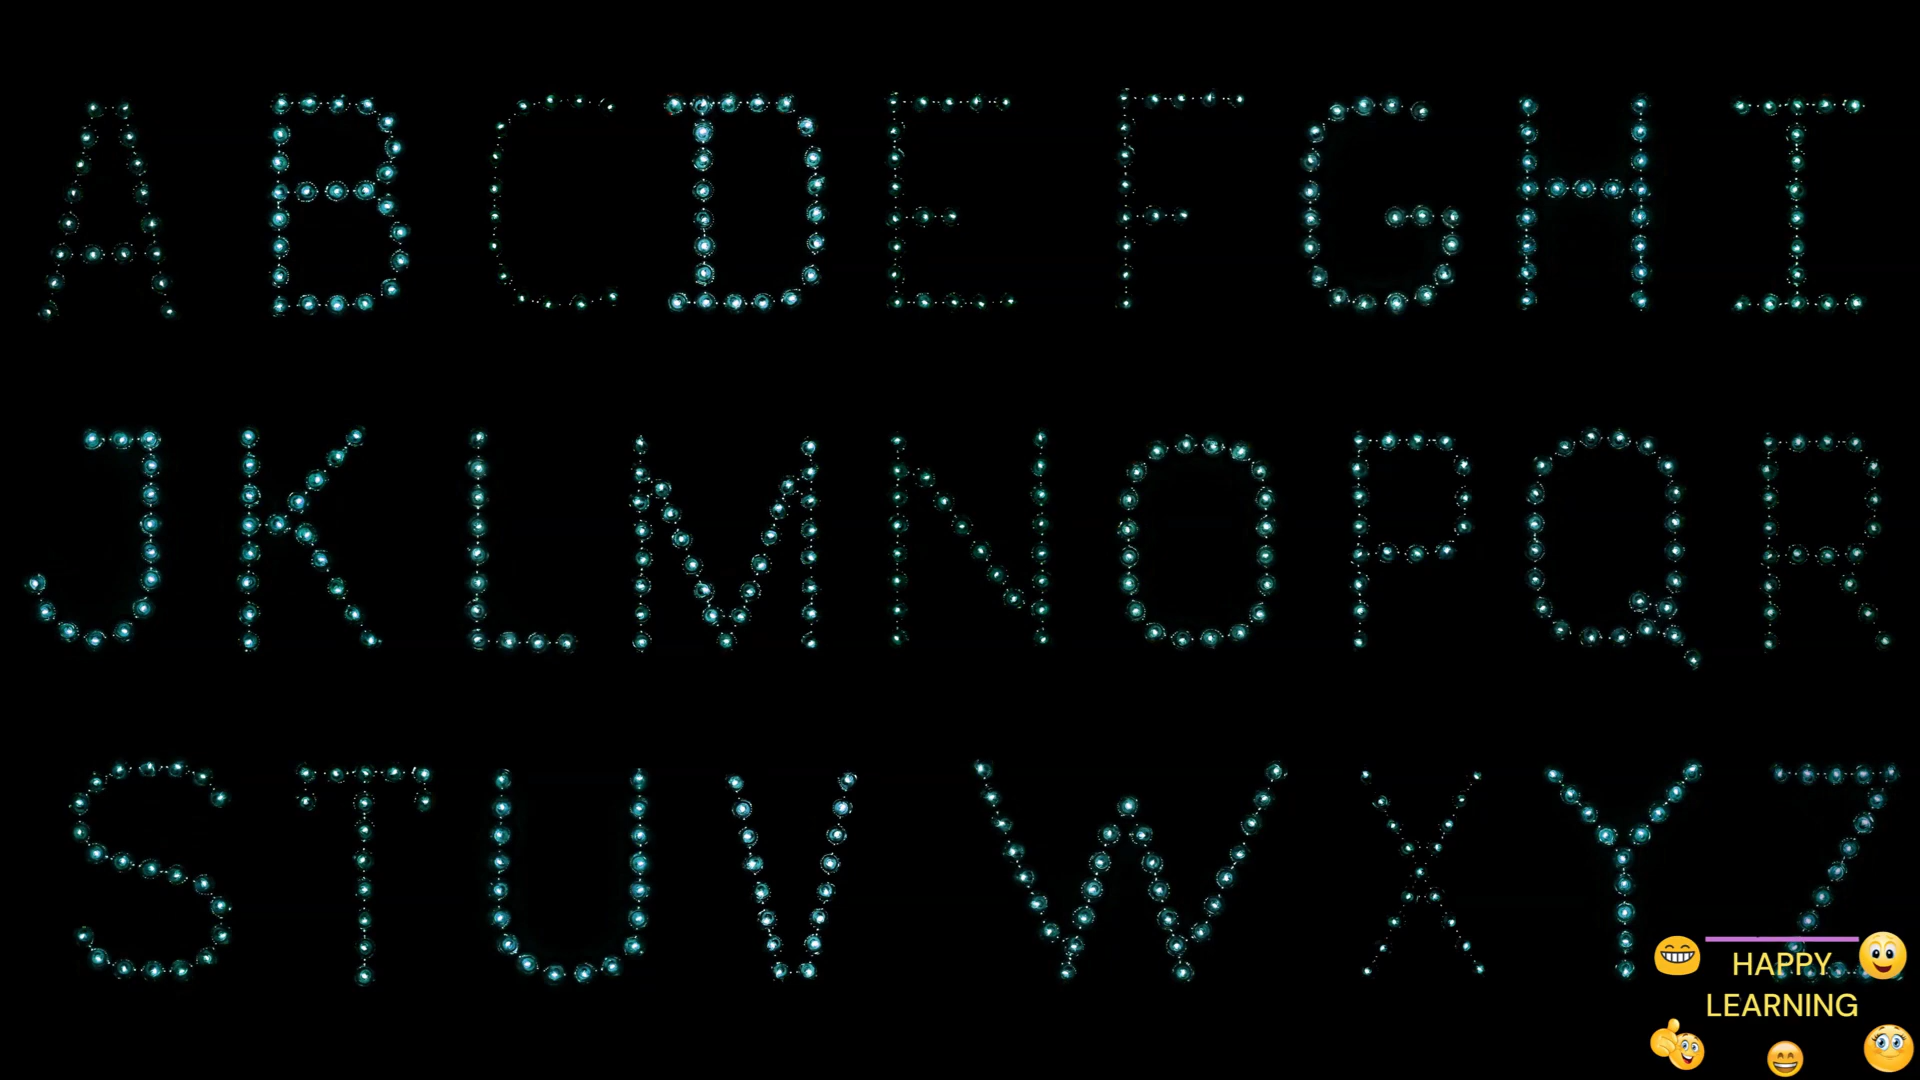 A B C D E F G H I
J K L M N O P Q R
S T U V W X Y Z
HAPPY
LEARNING